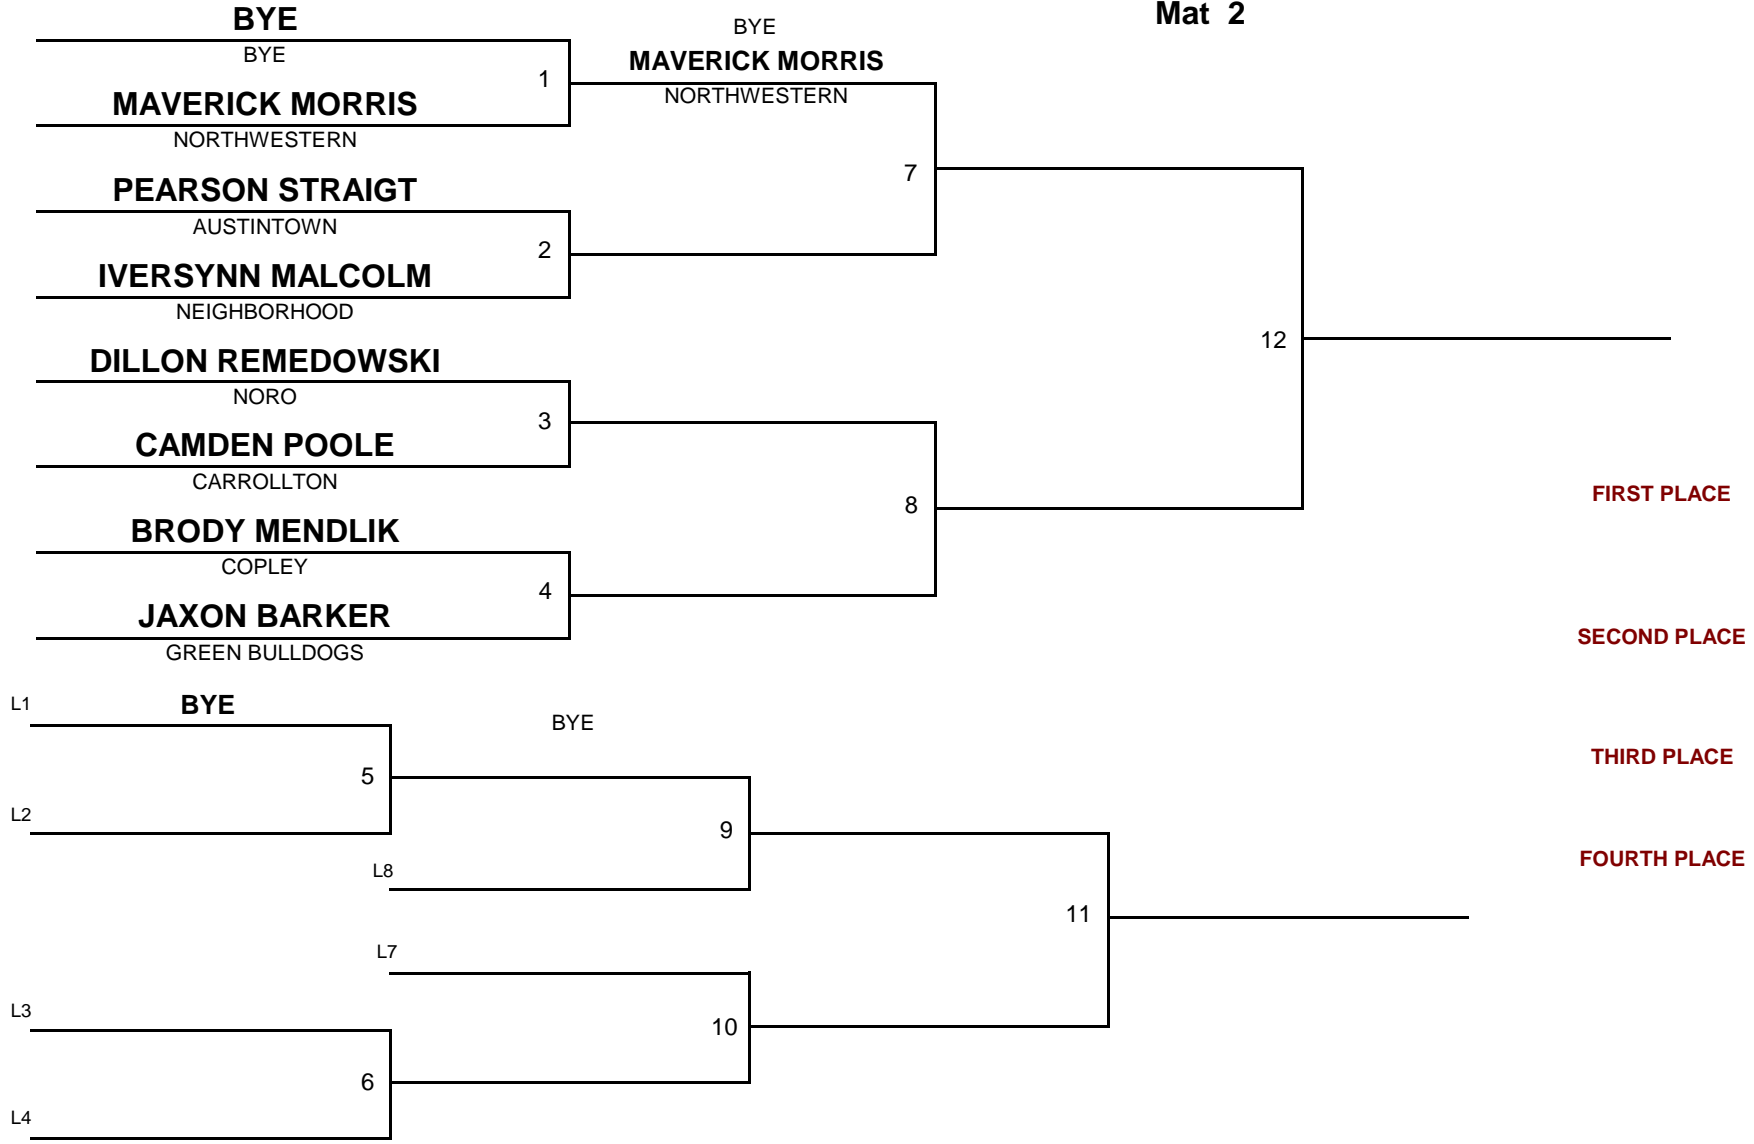 Mat 2
BYE
BYE
1
MAVERICK MORRIS
NORTHWESTERN
BYE
MAVERICK MORRIS
NORTHWESTERN
PEARSON STRAIGT
AUSTINTOWN
2
IVERSYNN MALCOLM
NEIGHBORHOOD
7
DILLON REMEDOWSKI
NORO
3
CAMDEN POOLE
CARROLLTON
12
BRODY MENDLIK
COPLEY
4
JAXON BARKER
GREEN BULLDOGS
8
FIRST PLACE
SECOND PLACE
THIRD PLACE
FOURTH PLACE
L1
BYE
BYE
5
L2
9
L8
11
L7
L3
10
6
L4